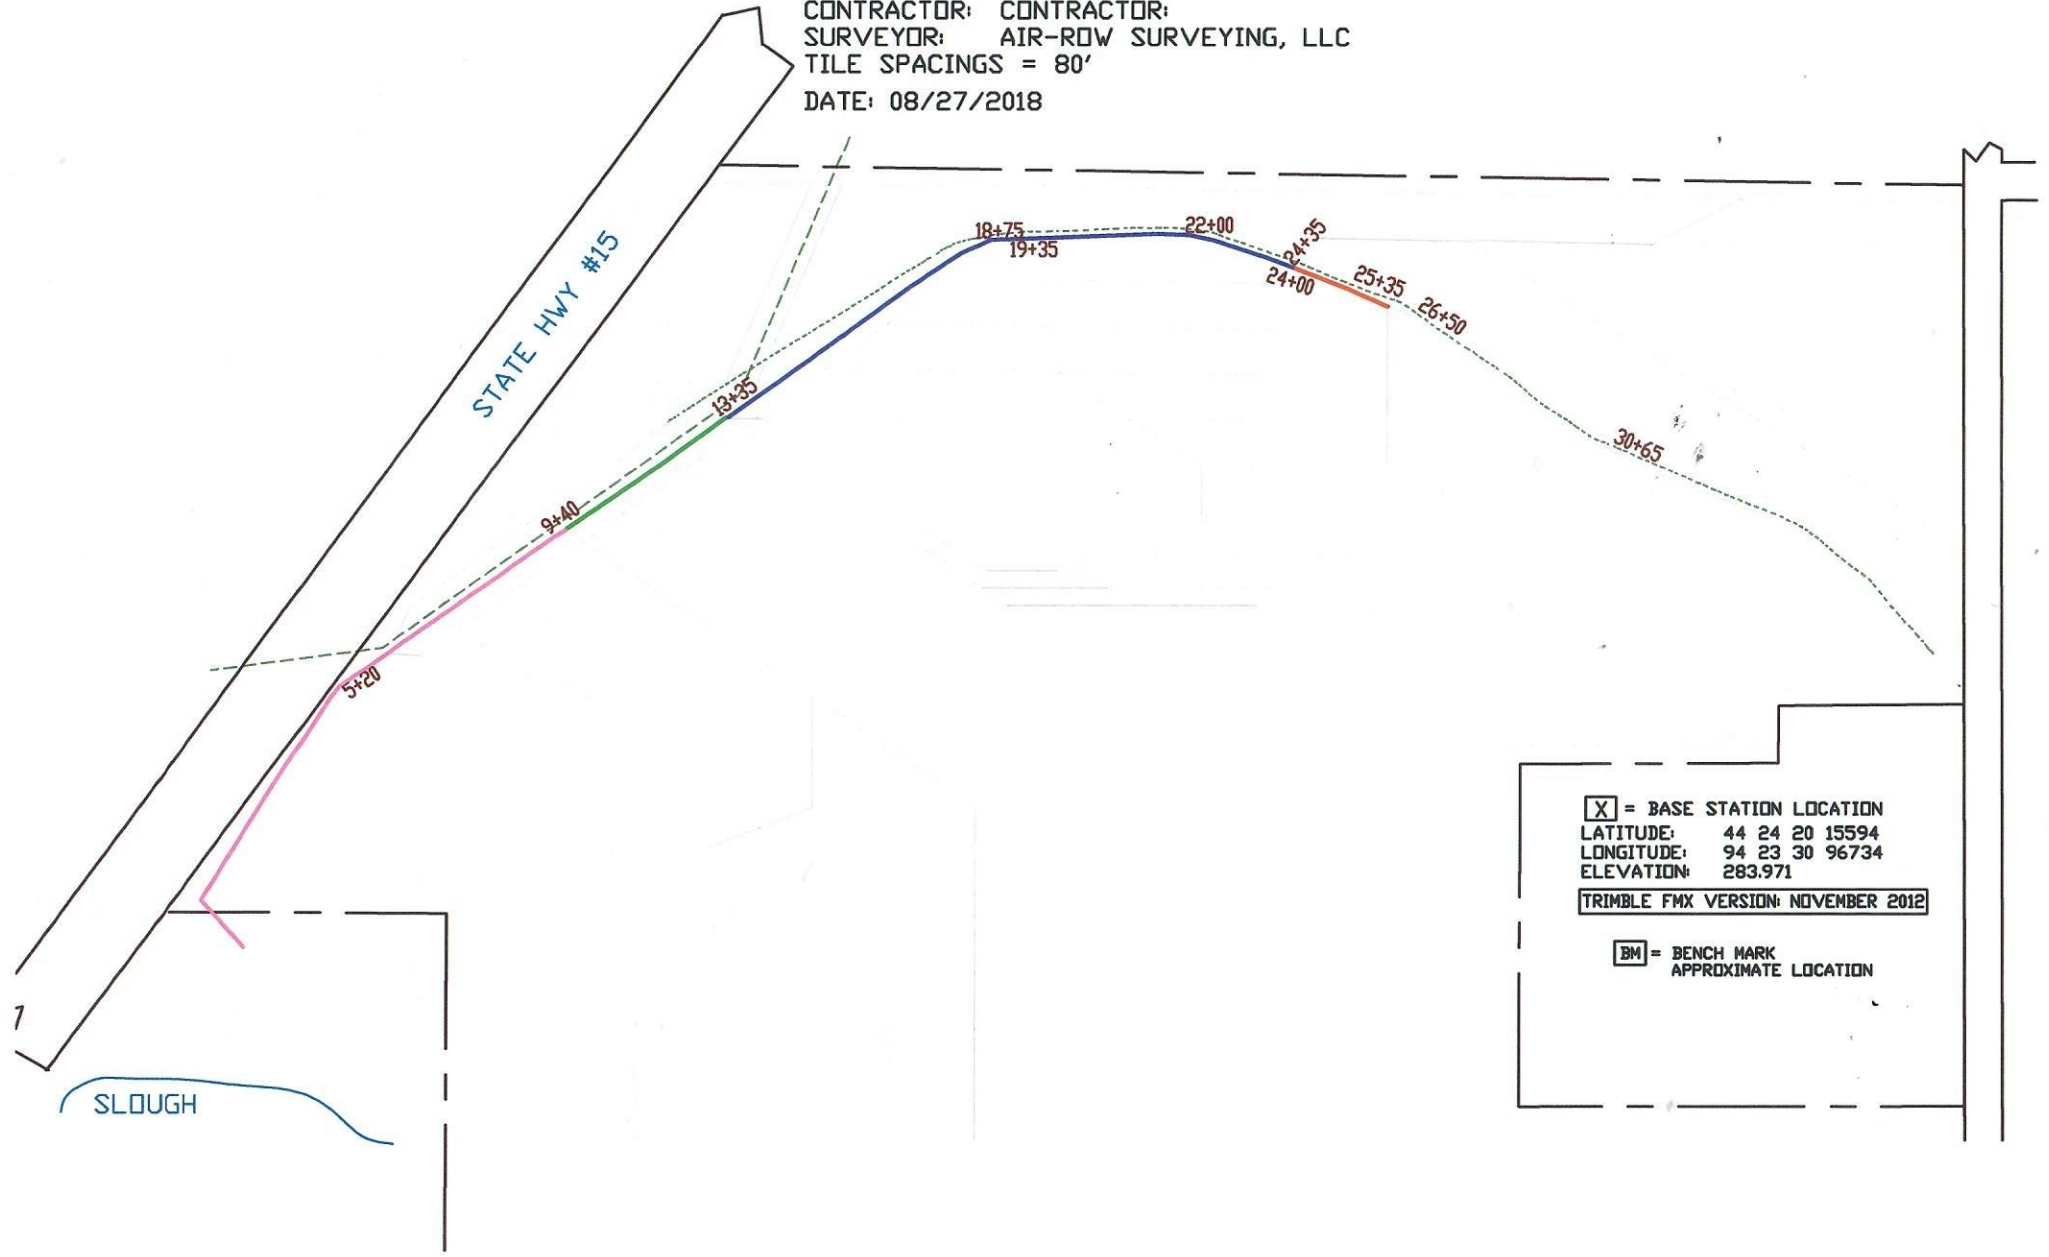 CONTRACTOR: CONTRACTOR:
SURVEYOR: AIR-ROW SURVEYING, LLC
TILE SPACINGS = 80'
DATE: 08/27/2018
STATE HWY #15
18+75
19+35
22+00
24+35
24+00
25+35
26+50
13+35
30+65
9+40
5+20
X = BASE STATION LOCATION
LATITUDE: 44 24 20 15594
LONGITUDE: 94 23 30 96734
ELEVATION: 283.971
TRIMBLE FMX VERSION: NOVEMBER 2012
BM = BENCH MARK
APPROXIMATE LOCATION
SLOUGH